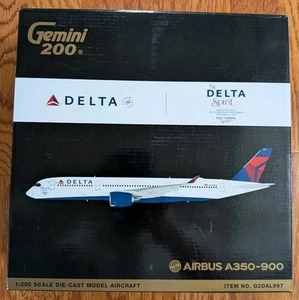 Gemini
200
DELTA
The
DELTA
Spirit
DELTA
1:200 SCALE DIE-CAST MODEL AIRCRAFT
AIRBUS A350-900
ITEM NO. G2DAL997